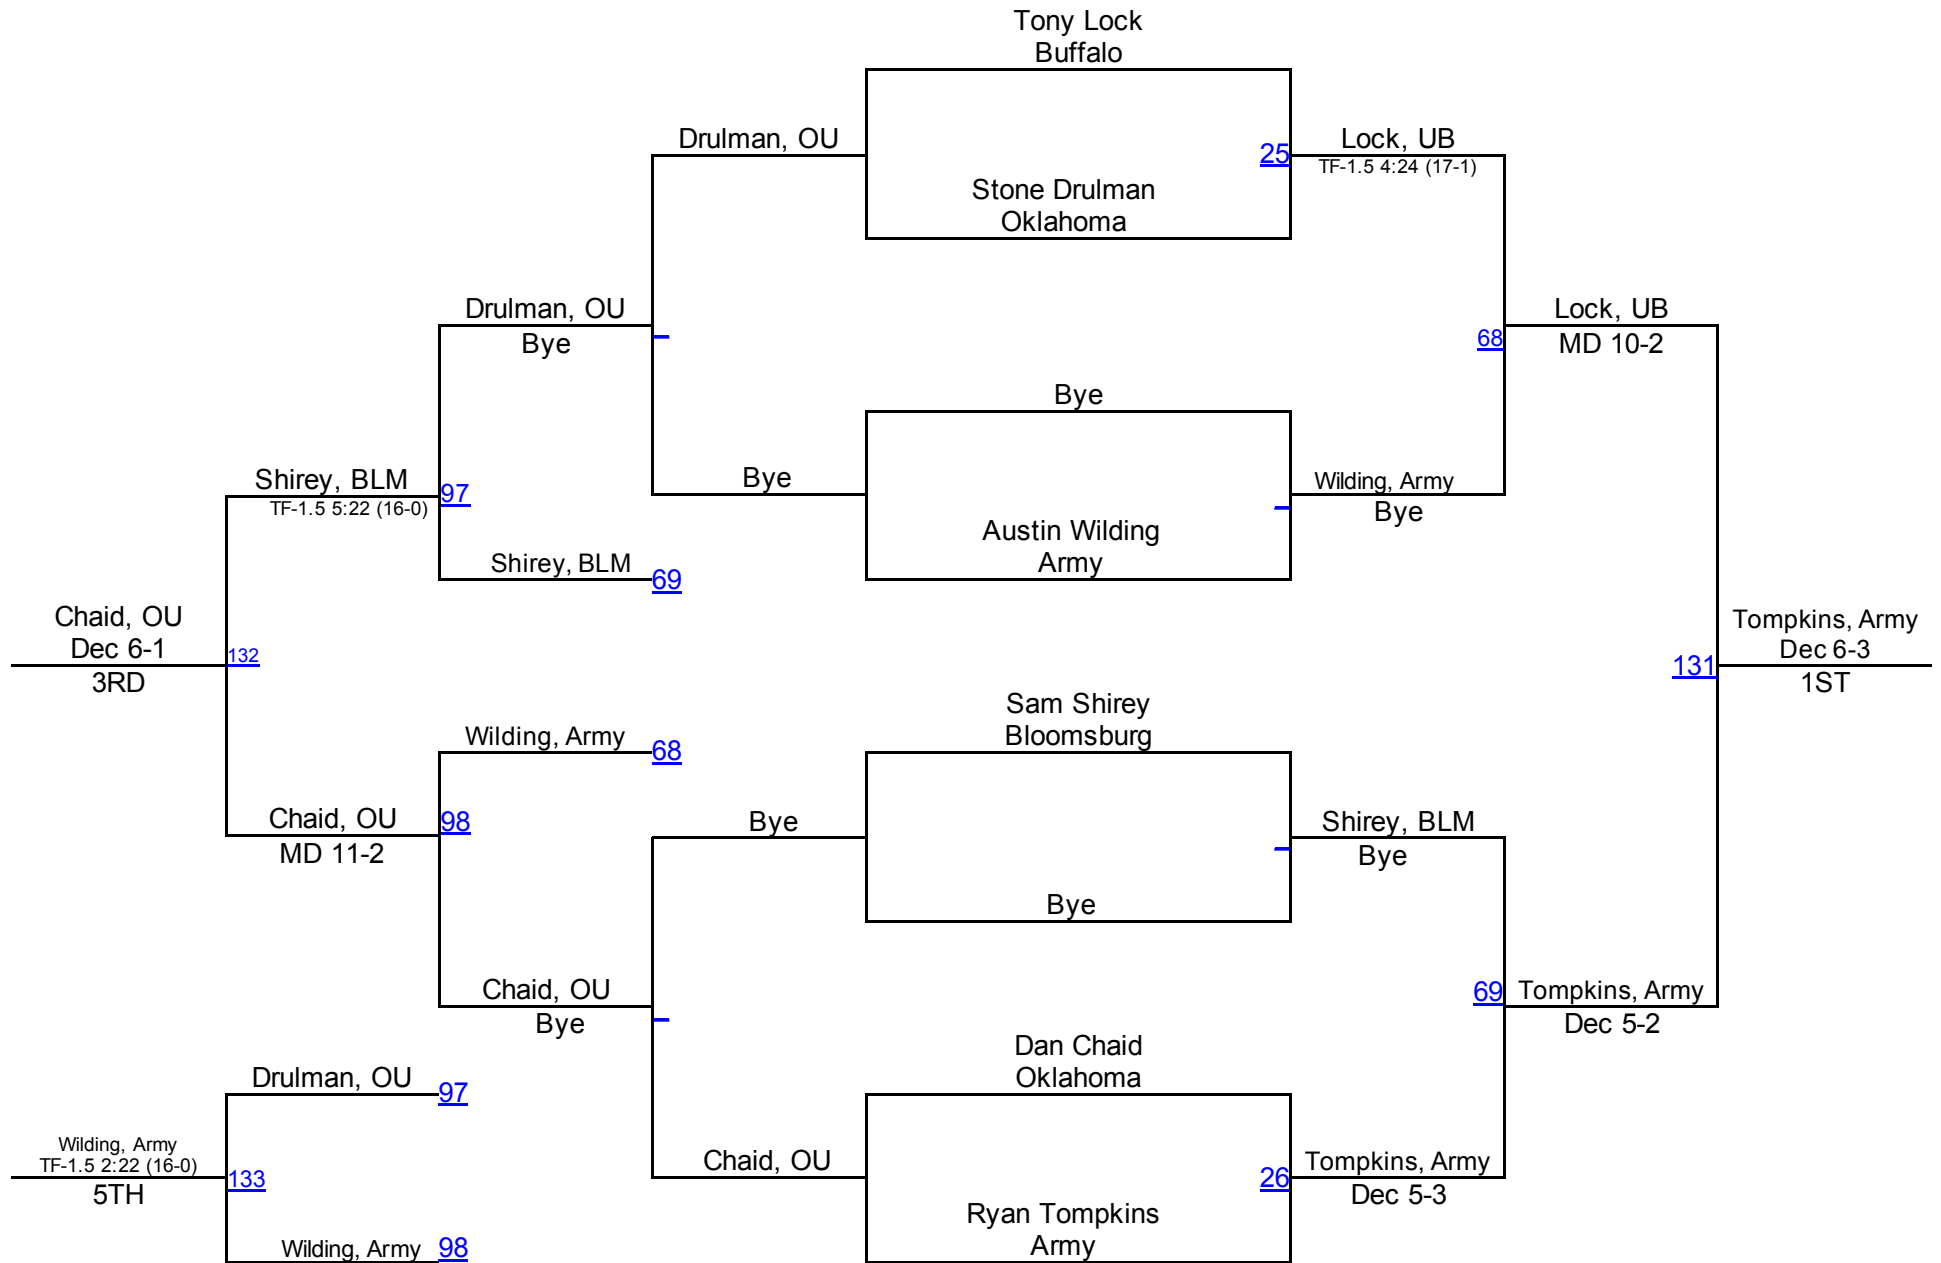 Tony Lock
Buffalo
Drulman, OU
25
Lock, UB
TF-1.5 4:24 (17-1)
Stone Drulman
Oklahoma
Drulman, OU
Bye
68
Lock, UB
MD 10-2
Bye
Shirey, BLM
TF-1.5 5:22 (16-0)
97
Bye
Wilding, Army
Bye
Austin Wilding
Army
Shirey, BLM
69
Chaid, OU
Dec 6-1
3RD
132
131
Tompkins, Army
Dec 6-3
1ST
Sam Shirey
Bloomsburg
Wilding, Army
68
Chaid, OU
MD 11-2
98
Bye
Shirey, BLM
Bye
Bye
Chaid, OU
Bye
69
Tompkins, Army
Dec 5-2
Dan Chaid
Oklahoma
Drulman, OU
97
Wilding, Army
TF-1.5 2:22 (16-0)
5TH
133
Chaid, OU
26
Tompkins, Army
Dec 5-3
Ryan Tompkins
Army
Wilding, Army
98